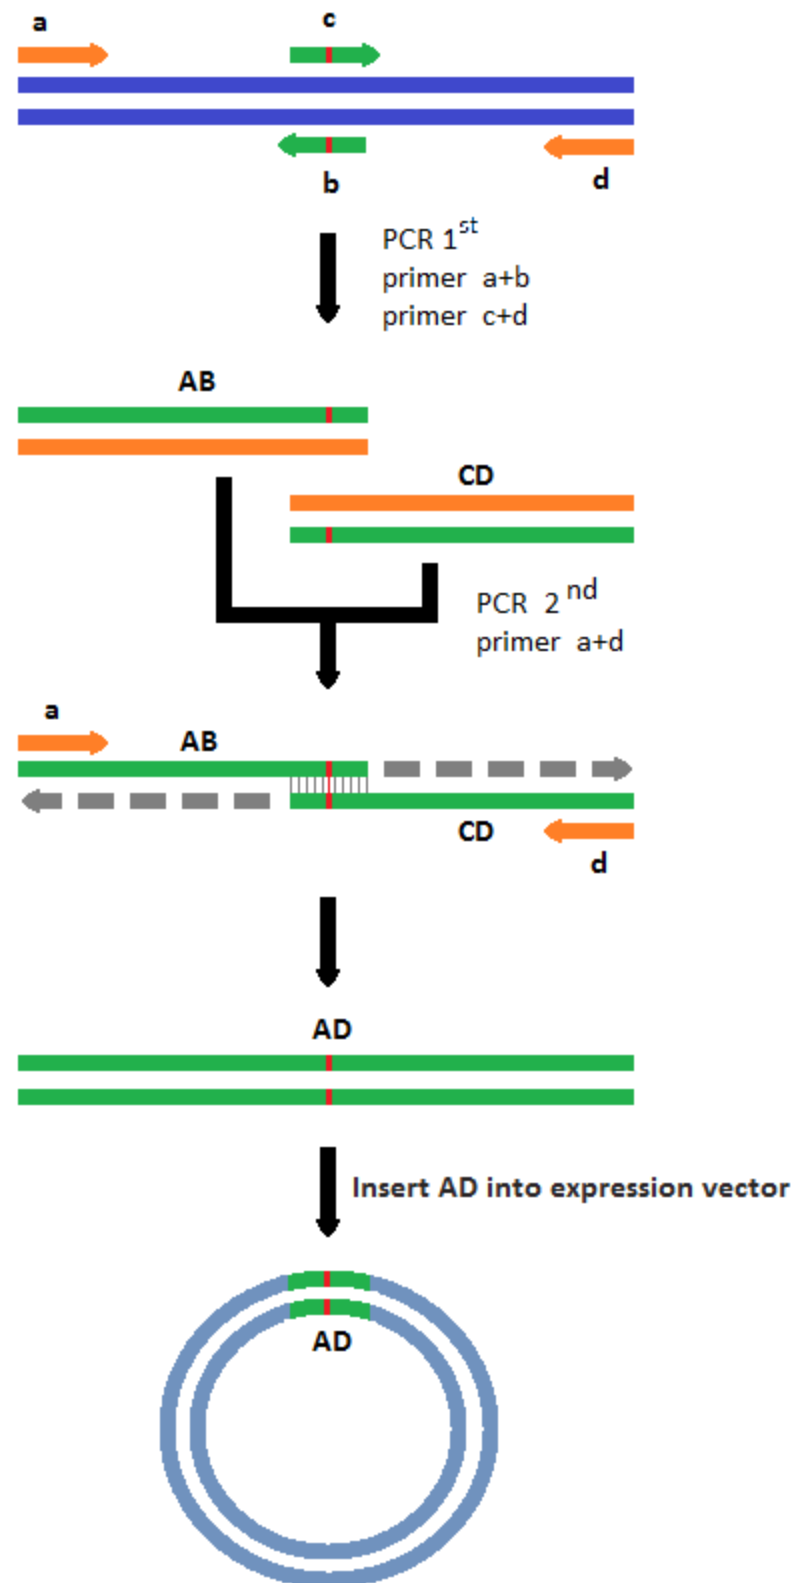 a
c
b
d
PCR 1st
primer a+b
primer c+d
AB
CD
PCR 2nd
primer a+d
a
AB
CD
d
AD
Insert AD into expression vector
AD